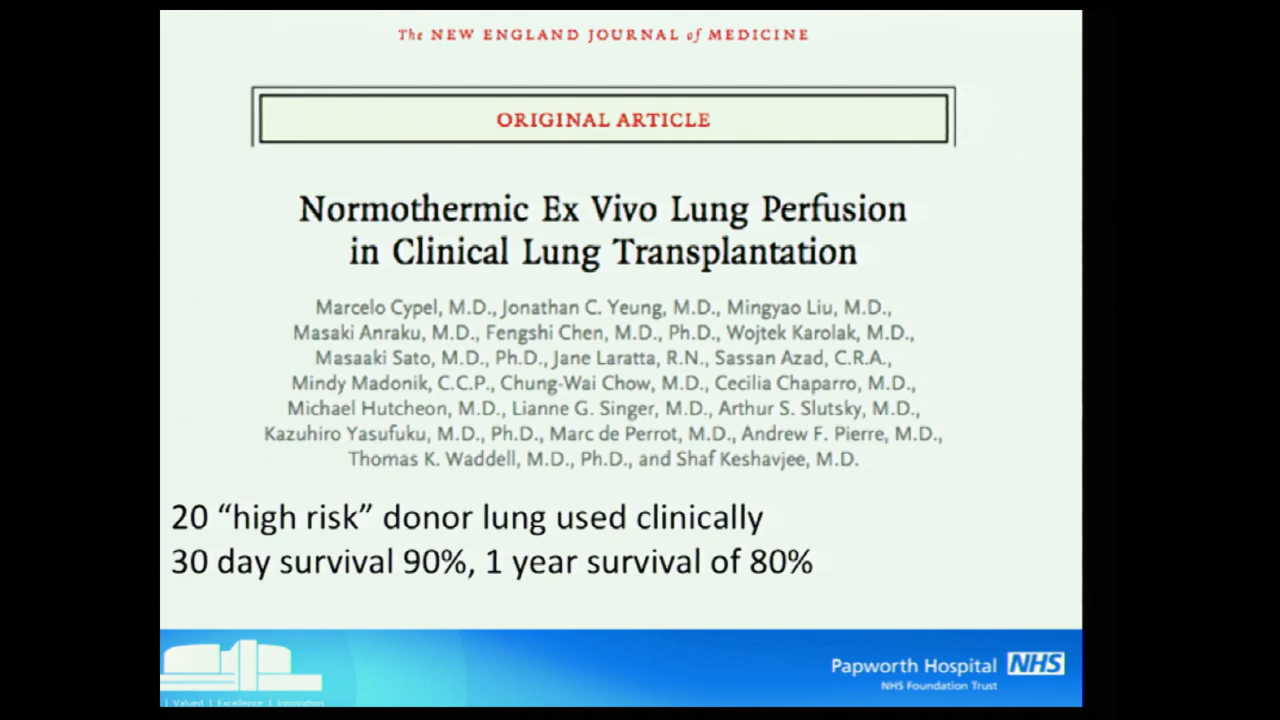 The NEW ENGLAND JOURNAL of MEDICINE
ORIGINAL ARTICLE
Normothermic Ex Vivo Lung Perfusion
in Clinical Lung Transplantation
Marcelo Cypel, M.D., Jonathan C. Yeung, M.D., Mingyao Liu, M.D.,
Masaki Anraku, M.D., Fengshi Chen, M.D., Ph.D., Wojtek Karolak, M.D.,
Masaaki Sato, M.D., Ph.D., Jane Laratta, R.N., Sassan Azad, C.R.A.,
Mindy Madonik, C.C.P., Chung-Wai Chow, M.D., Cecilia Chaparro, M.D.,
Michael Hutcheon, M.D., Lianne G. Singer, M.D., Arthur S. Slutsky, M.D.,
Kazuhiro Yasufuku, M.D., Ph.D., Marc de Perrot, M.D., Andrew F. Pierre, M.D.,
Thomas K. Waddell, M.D., Ph.D., and Shaf Keshavjee, M.D.
20 “high risk” donor lung used clinically
30 day survival 90%, 1 year survival of 80%
Papworth Hospital NHS
NHS Foundation Trust
| Valued | Excellence | Innovation